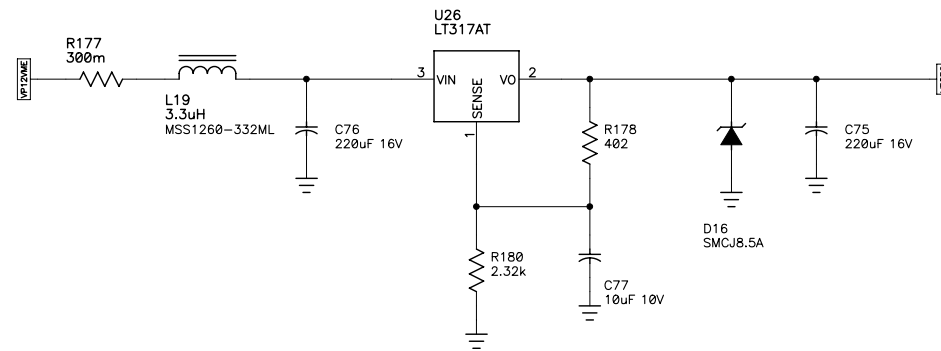 U26
LT317AT
R177
300m
VP12VME
L19
3.3uH
MSS1260-332ML
3
VIN
SENSE
VO
2
1
C76
220uF 16V
R178
402
C75
220uF 16V
D16
SMCJ8.5A
R180
2.32k
C77
10uF 10V